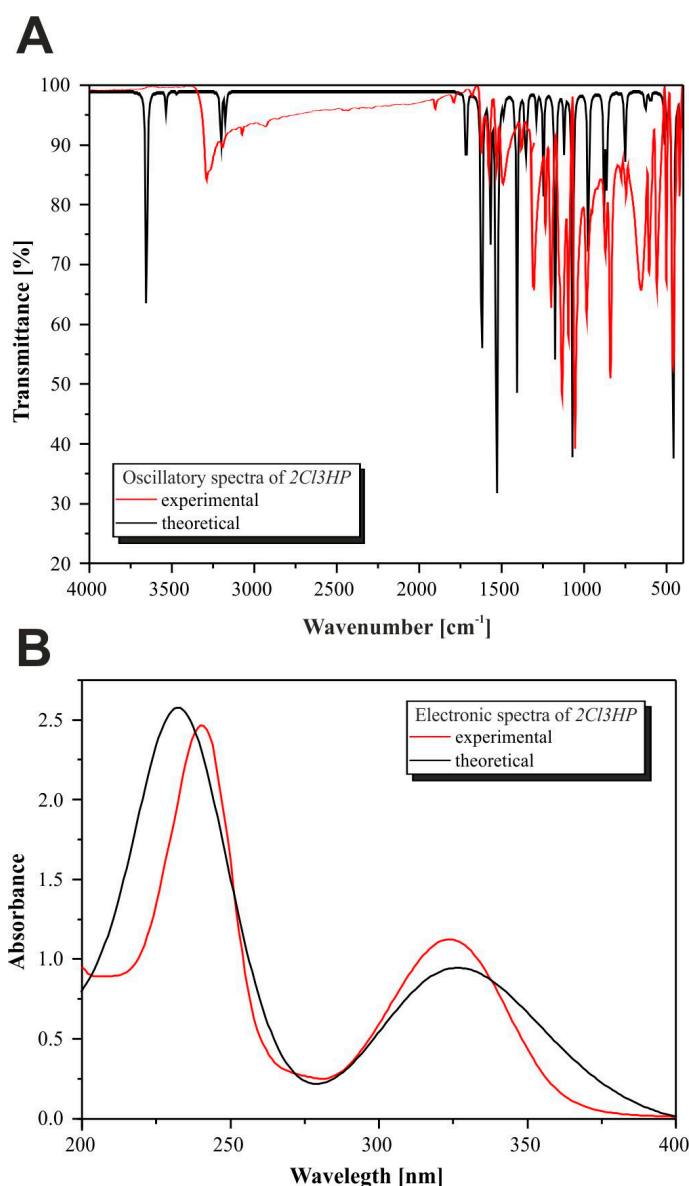 A
100
90
80
70
60
50
40
30
20
Transmittance [%]
Oscillatory spectra of 2Cl3HP
experimental
theoretical
4000 3500 3000 2500 2000 1500 1000 500
Wavenumber [cm-1]
B
2.5
2.0
1.5
1.0
0.5
0.0
Absorbance
Electronic spectra of 2Cl3HP
experimental
theoretical
200 250 300 350 400
Wavelegth [nm]